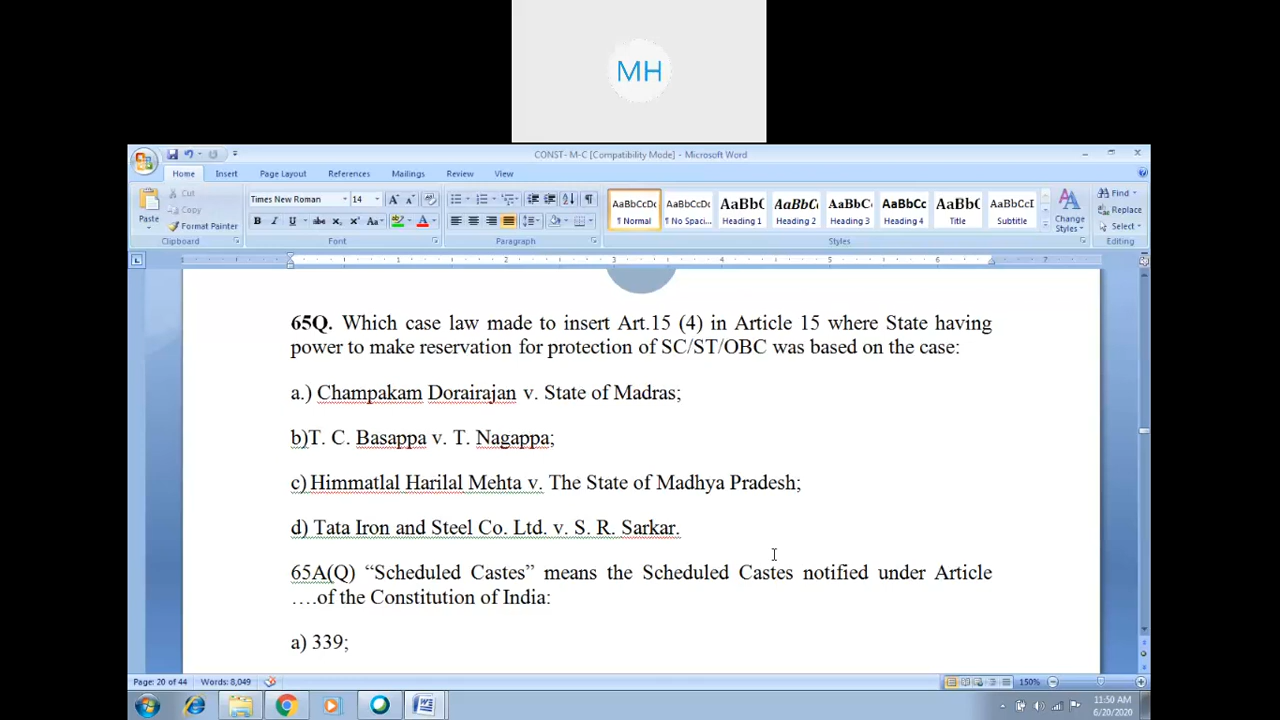 MH
CONST- M-C [Compatibility Mode] - Microsoft Word
Home Insert Page Layout References Mailings Review View
Cut
Copy
Format Painter
Paste
Clipboard
Times New Roman 14
Font
Paragraph
AaBbCcDc AaBbCcDc AaBbC AaBbCc AaBbC AaBbCc AaBbC AaBbCcI
¶ Normal ¶ No Spaci... Heading 1 Heading 2 Heading 3 Heading 4 Title Subtitle
Change Styles
Styles
Find
Replace
Select
Editing
65Q. Which case law made to insert Art.15 (4) in Article 15 where State having
power to make reservation for protection of SC/ST/OBC was based on the case:
a.) Champakam Dorairajan v. State of Madras;
b)T. C. Basappa v. T. Nagappa;
c) Himmatlal Harilal Mehta v. The State of Madhya Pradesh;
d) Tata Iron and Steel Co. Ltd. v. S. R. Sarkar.
65A(Q) “Scheduled Castes” means the Scheduled Castes notified under Article
….of the Constitution of India:
a) 339;
Page: 20 of 44 Words: 8,049 150%
11:50 AM
6/20/2020